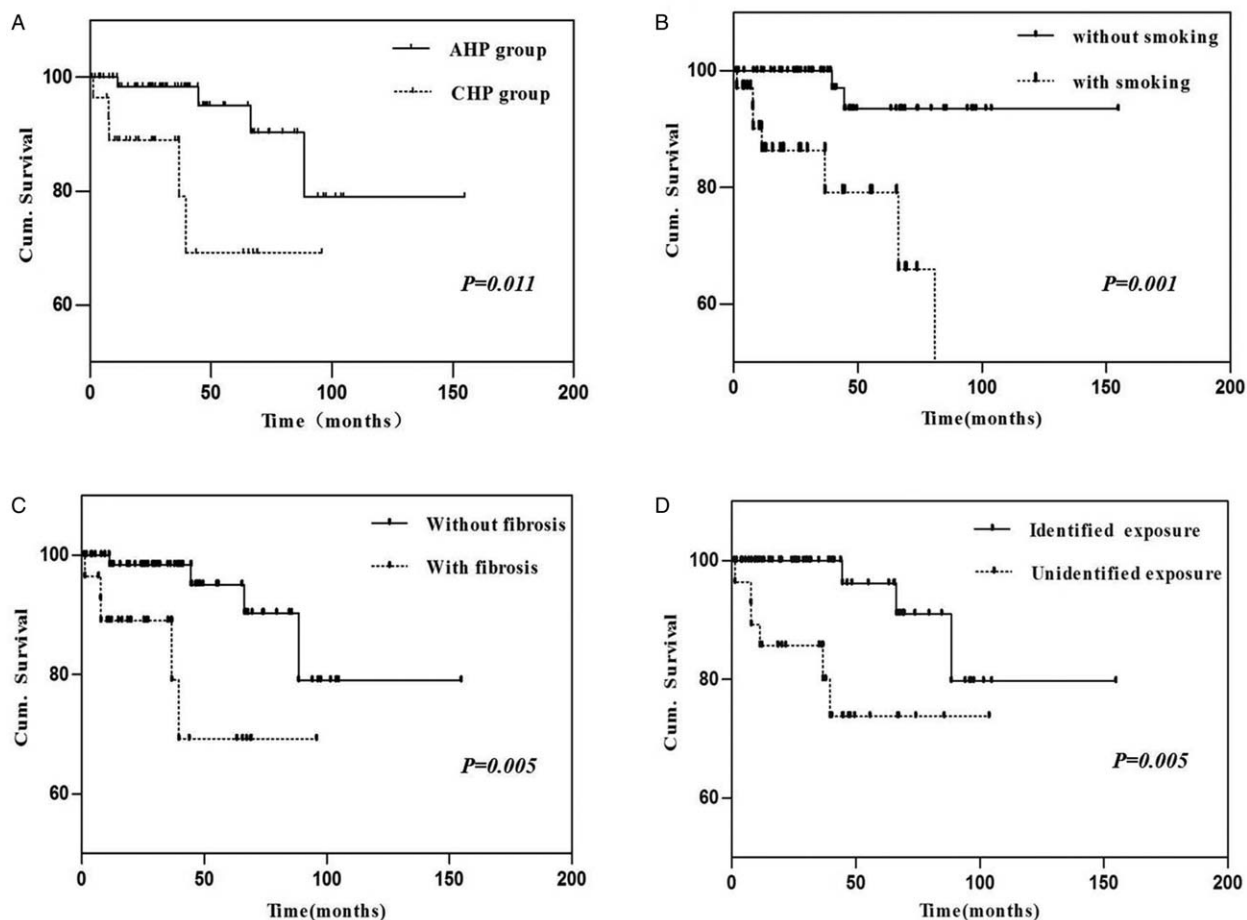 A
AHP group
CHP group
100
80
60
Cum. Survival
P=0.011
0 50 100 150 200
Time（months）
B
without smoking
with smoking
100
80
60
Cum. Survival
P=0.001
0 50 100 150 200
Time(months)
C
Without fibrosis
With fibrosis
100
80
60
Cum. Survival
P=0.005
0 50 100 150 200
Time(months)
D
Identified exposure
Unidentified exposure
100
80
60
Cum. Survival
P=0.005
0 50 100 150 200
Time(months)